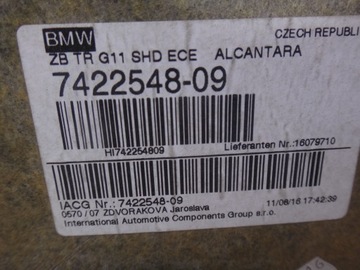 BMW
CZECH REPUBLI
ZB TR G11 SHD ECE ALCANTARA
7422548-09
HI742254809
Lieferanten Nr.:16079710
IACG Nr.:7422548-09
0570 / 07 ZDVORAKOVA Jaroslava
11/08/16 17:42:39
International Automotive Components Group s.r.o.